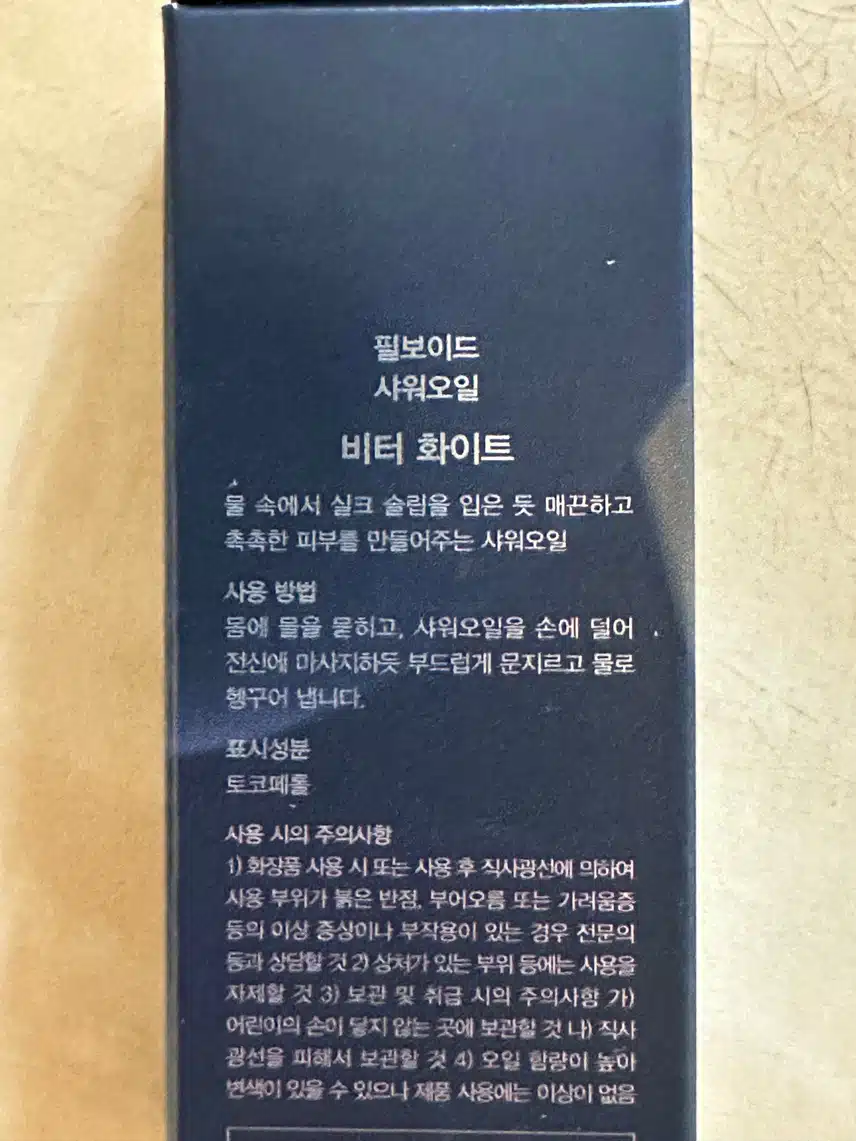 필보이드
샤워오일
비터 화이트
물 속에서 실크 슬립을 입은 듯 매끈하고
촉촉한 피부를 만들어주는 샤워오일
사용 방법
몸에 물을 묻히고, 샤워오일을 손에 덜어
전신에 마사지하듯 부드럽게 문지르고 물로
헹구어 냅니다.
표시성분
토코페롤
사용 시의 주의사항
1) 화장품 사용 시 또는 사용 후 직사광선에 의하여
사용 부위가 붉은 반점, 부어오름 또는 가려움증
등의 이상 증상이나 부작용이 있는 경우 전문의
등과 상담할 것 2) 상처가 있는 부위 등에는 사용을
자제할 것 3) 보관 및 취급 시의 주의사항 가)
어린이의 손이 닿지 않는 곳에 보관할 것 나) 직사
광선을 피해서 보관할 것 4) 오일 함량이 높아
변색이 있을 수 있으나 제품 사용에는 이상이 없음